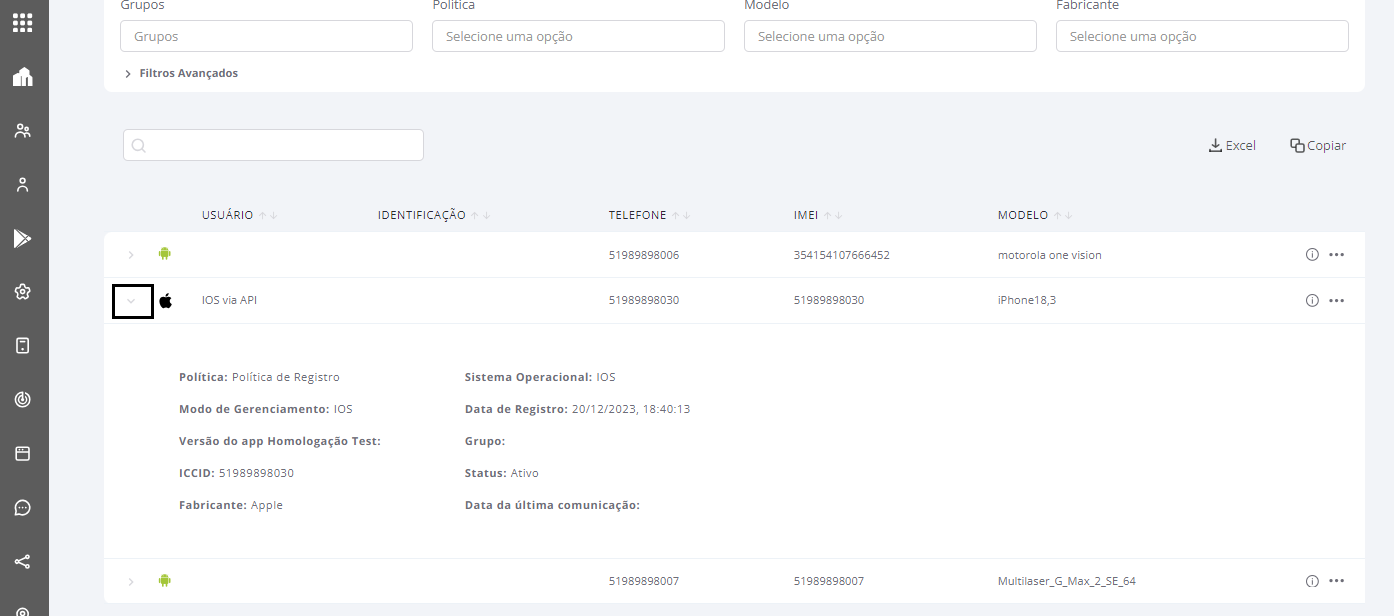 Grupos Política Modelo Fabricante
Grupos Selecione uma opção Selecione uma opção Selecione uma opção
Filtros Avançados
Excel Copiar
USUÁRIO IDENTIFICAÇÃO TELEFONE IMEI MODELO
51989898006 354154107666452 motorola one vision
IOS via API 51989898030 51989898030 iPhone18,3
Política: Política de Registro Sistema Operacional: IOS
Modo de Gerenciamento: IOS Data de Registro: 20/12/2023, 18:40:13
Versão do app Homologação Test: Grupo:
ICCID: 51989898030 Status: Ativo
Fabricante: Apple Data da última comunicação:
51989898007 51989898007 Multilaser_G_Max_2_SE_64